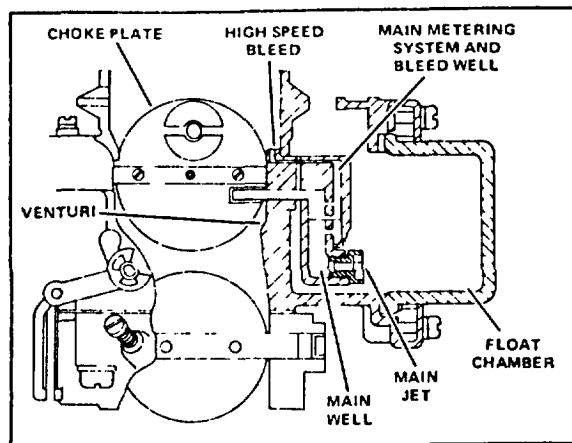 CHOKE PLATE
HIGH SPEED
BLEED
MAIN METERING
SYSTEM AND
BLEED WELL
VENTURI
MAIN
WELL
MAIN
JET
FLOAT
CHAMBER